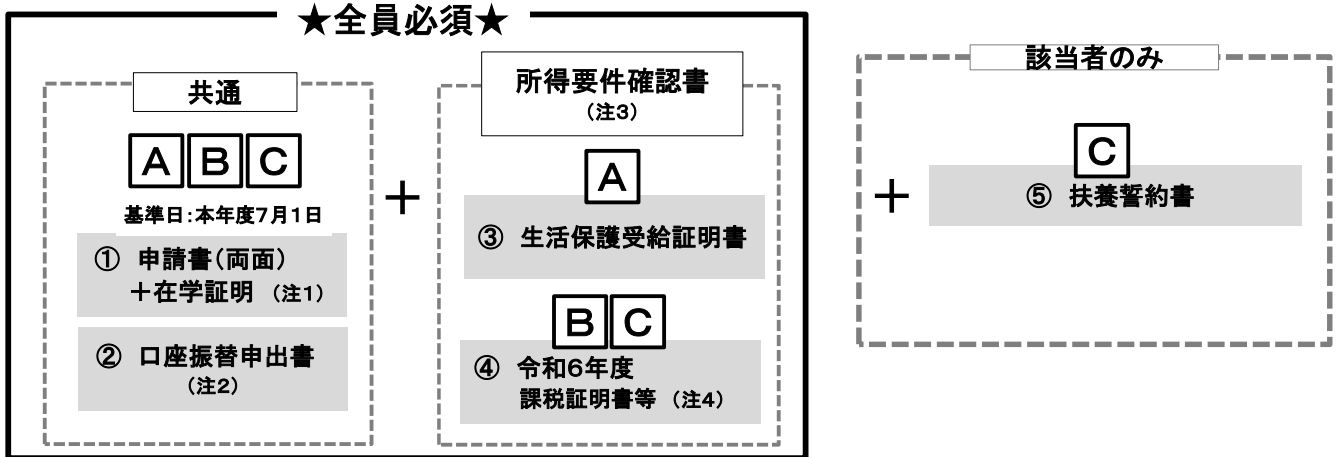 ★全員必須★
共通
A B C
基準日:本年度7月1日
① 申請書(両面)
+在学証明 (注1)
② 口座振替申出書
(注2)
+
所得要件確認書
(注3)
A
③ 生活保護受給証明書
B C
④ 令和6年度
課税証明書等 (注4)
+
該当者のみ
C
⑤ 扶養誓約書